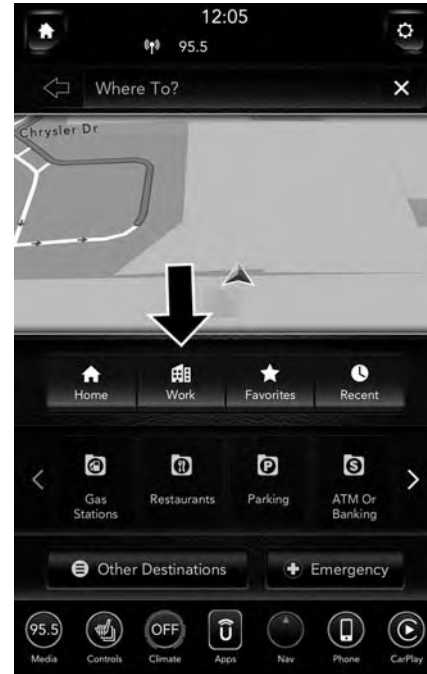 12:05
95.5
Where To?
Chrysler Dr
Home Work Favorites Recent
Gas Stations Restaurants Parking ATM Or Banking
Other Destinations Emergency
95.5 OFF
Media Controls Climate Apps Nav Phone CarPlay